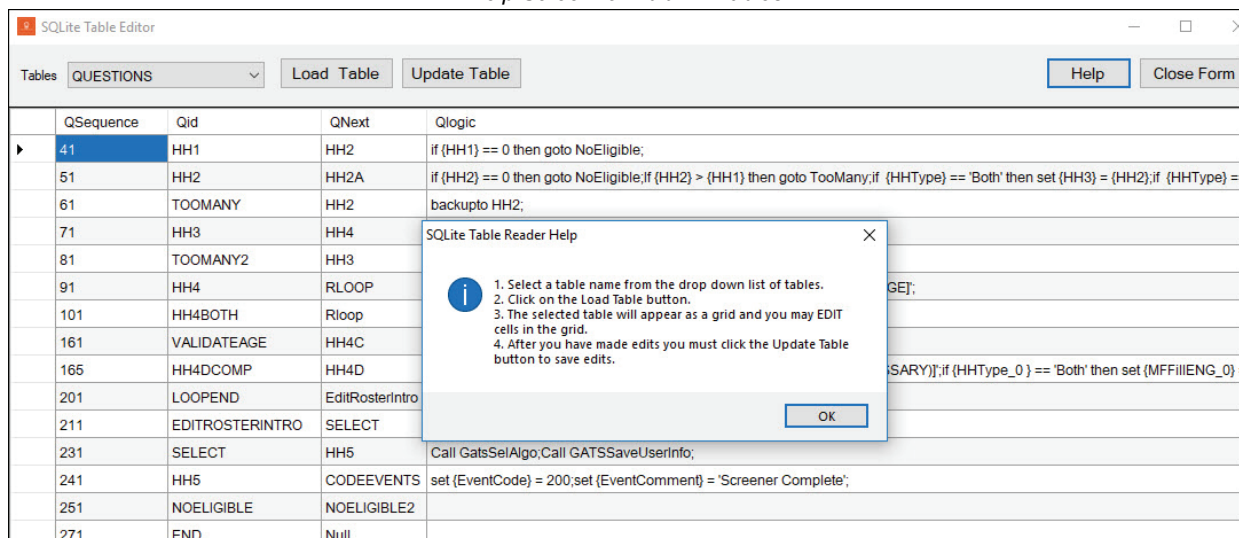 SQLite Table Editor
Tables QUESTIONS Load Table Update Table Help Close Form
QSequence Qid QNext Qlogic
41 HH1 HH2 if {HH1} == 0 then goto NoEligible;
51 HH2 HH2A if {HH2} == 0 then goto NoEligible;If {HH2} > {HH1} then goto TooMany;if {HHType} == 'Both' then set {HH3} = {HH2};if {HHType} =
61 TOOMANY HH2 backupto HH2;
71 HH3 HH4
81 TOOMANY2 HH3
91 HH4 RLOOP GE]';
101 HH4BOTH Rloop
161 VALIDATEAGE HH4C
165 HH4DCOMP HH4D SSARY)]';if {HHType_0 } == 'Both' then set {MFFillENG_0}
201 LOOPEND EditRosterIntro
211 EDITROSTERINTRO SELECT
231 SELECT HH5 Call GatsSelAlgo;Call GATSSaveUserInfo;
241 HH5 CODEEVENTS set {EventCode} = 200;set {EventComment} = 'Screener Complete';
251 NOELIGIBLE NOELIGIBLE2
271 END Null
SQLite Table Reader Help
1. Select a table name from the drop down list of tables.
2. Click on the Load Table button.
3. The selected table will appear as a grid and you may EDIT
cells in the grid.
4. After you have made edits you must click the Update Table
button to save edits.
OK